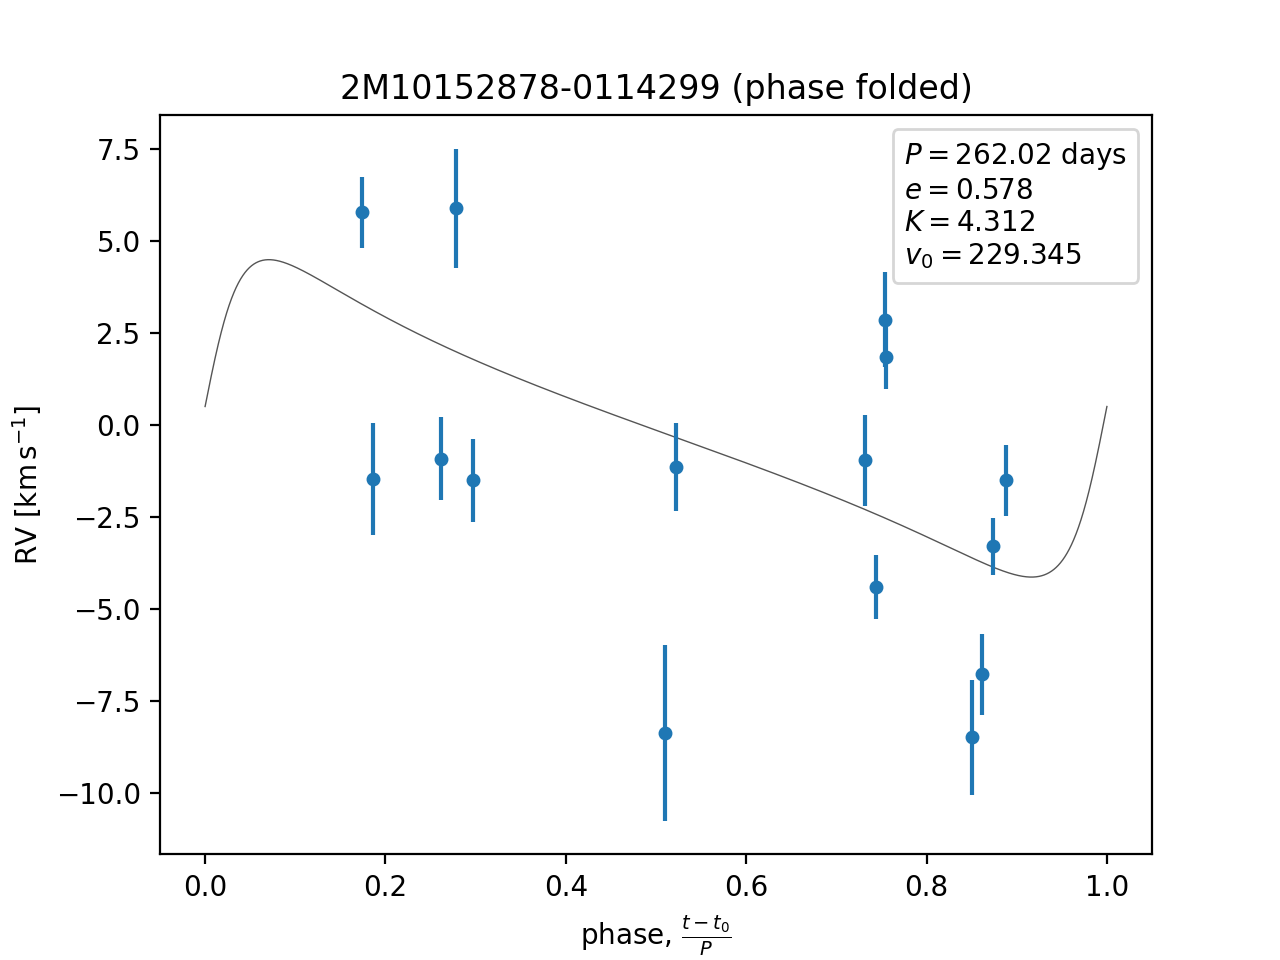 2M10152878-0114299 (phase folded)
P = 262.02 days
e = 0.578
K = 4.312
v₀ = 229.345
7.5
5.0
2.5
0.0
−2.5
−5.0
−7.5
−10.0
RV [km s⁻¹]
0.0 0.2 0.4 0.6 0.8 1.0
phase, (t − t₀)/P